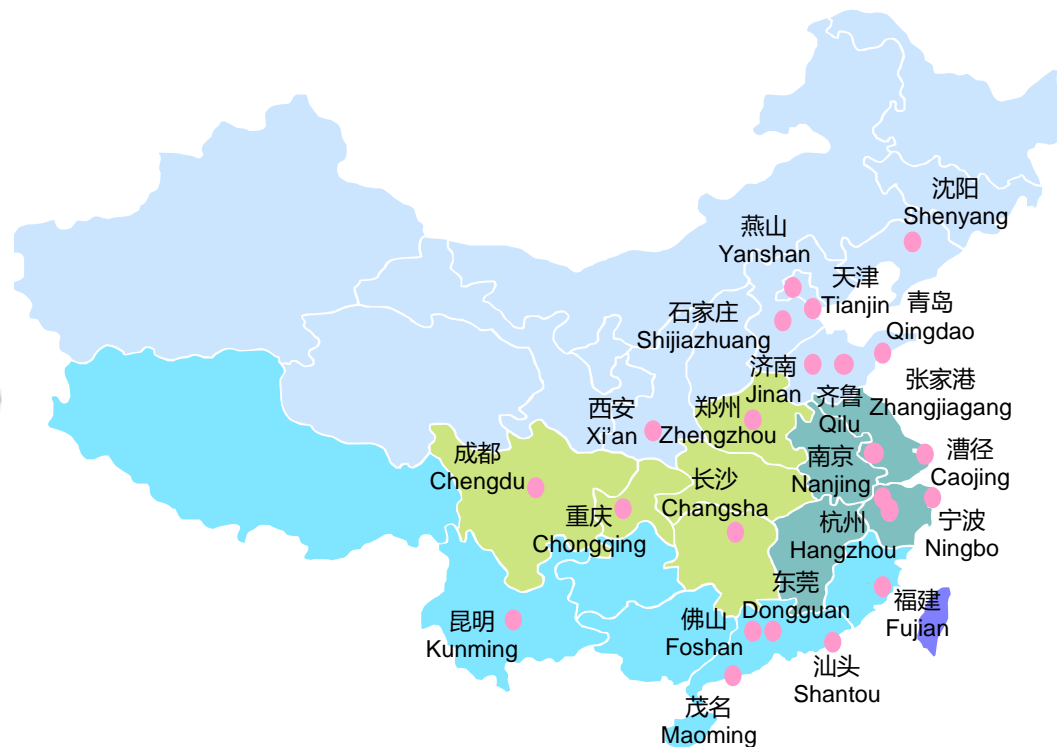 沈阳
Shenyang
燕山
Yanshan
天津
Tianjin
青岛
Qingdao
石家庄
Shijiazhuang
济南
Jinan
齐鲁
Qilu
张家港
Zhangjiagang
西安
Xi’an
郑州
Zhengzhou
成都
Chengdu
南京
Nanjing
漕径
Caojing
重庆
Chongqing
长沙
Changsha
杭州
Hangzhou
宁波
Ningbo
东莞
Dongguan
福建
Fujian
昆明
Kunming
佛山
Foshan
汕头
Shantou
茂名
Maoming